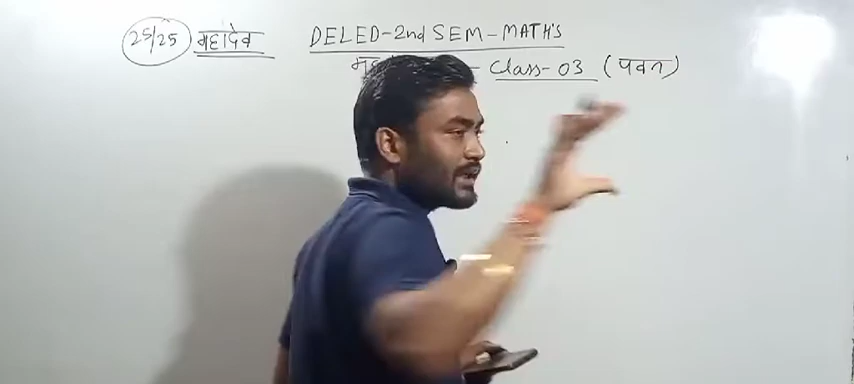 25/25 महादेव DELED-2nd SEM-MATH'S
- Class-03 (पवन)